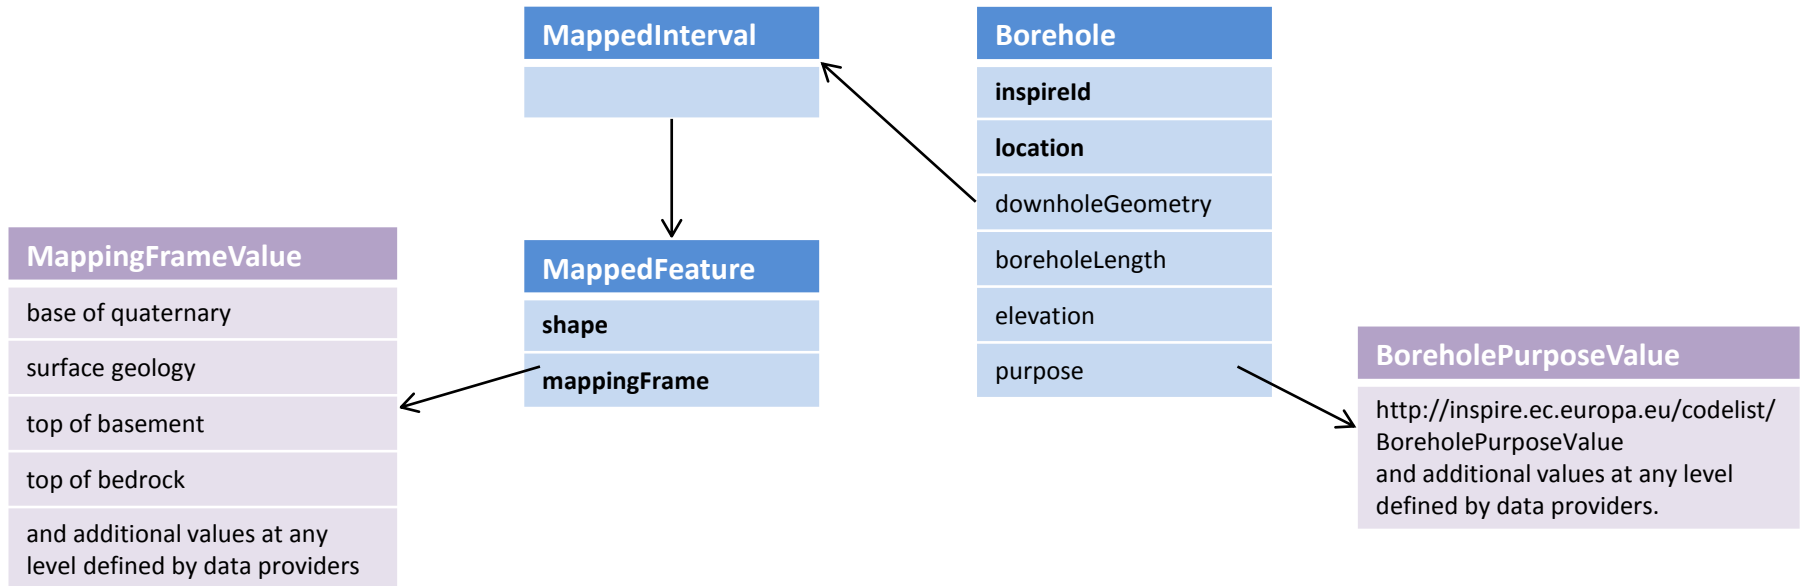 MappedInterval
Borehole
inspireId
location
downholeGeometry
boreholeLength
elevation
purpose
MappedFeature
shape
mappingFrame
MappingFrameValue
base of quaternary
surface geology
top of basement
top of bedrock
and additional values at any
level defined by data providers
BoreholePurposeValue
http://inspire.ec.europa.eu/codelist/
BoreholePurposeValue
and additional values at any level
defined by data providers.